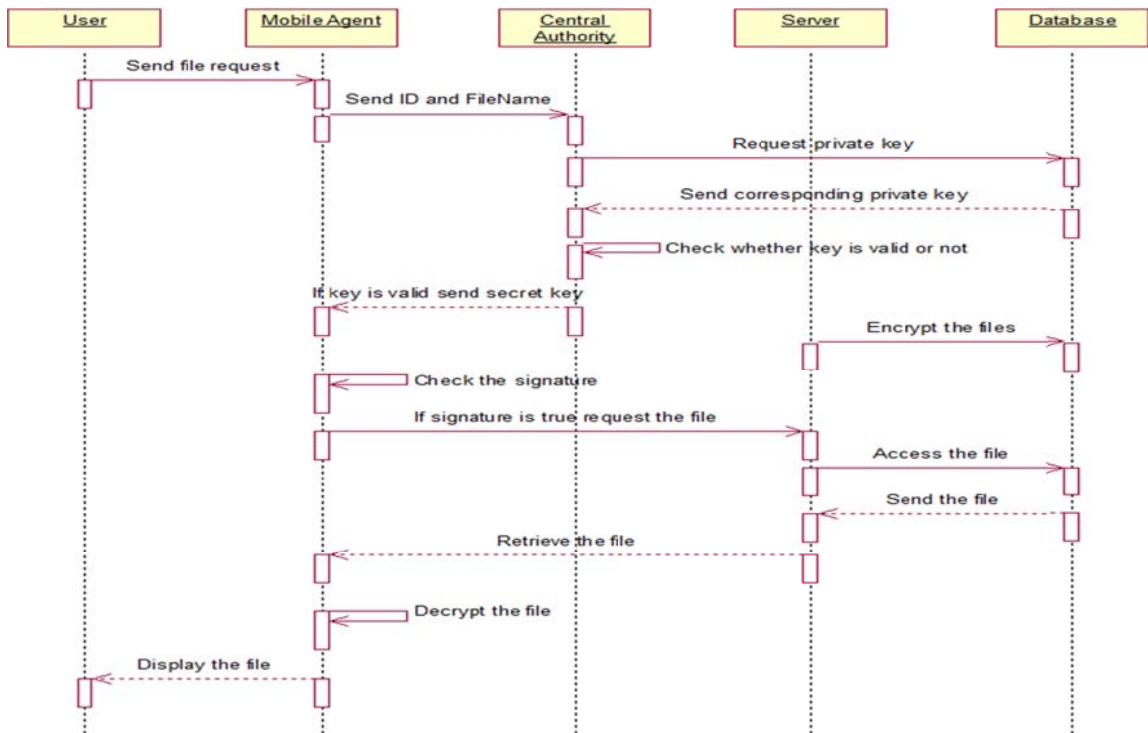 User
Mobile Agent
Central
Authority
Server
Database
Send file request
Send ID and FileName
Request private key
Send corresponding private key
Check whether key is valid or not
If key is valid send secret key
Encrypt the files
Check the signature
If signature is true request the file
Access the file
Send the file
Retrieve the file
Decrypt the file
Display the file